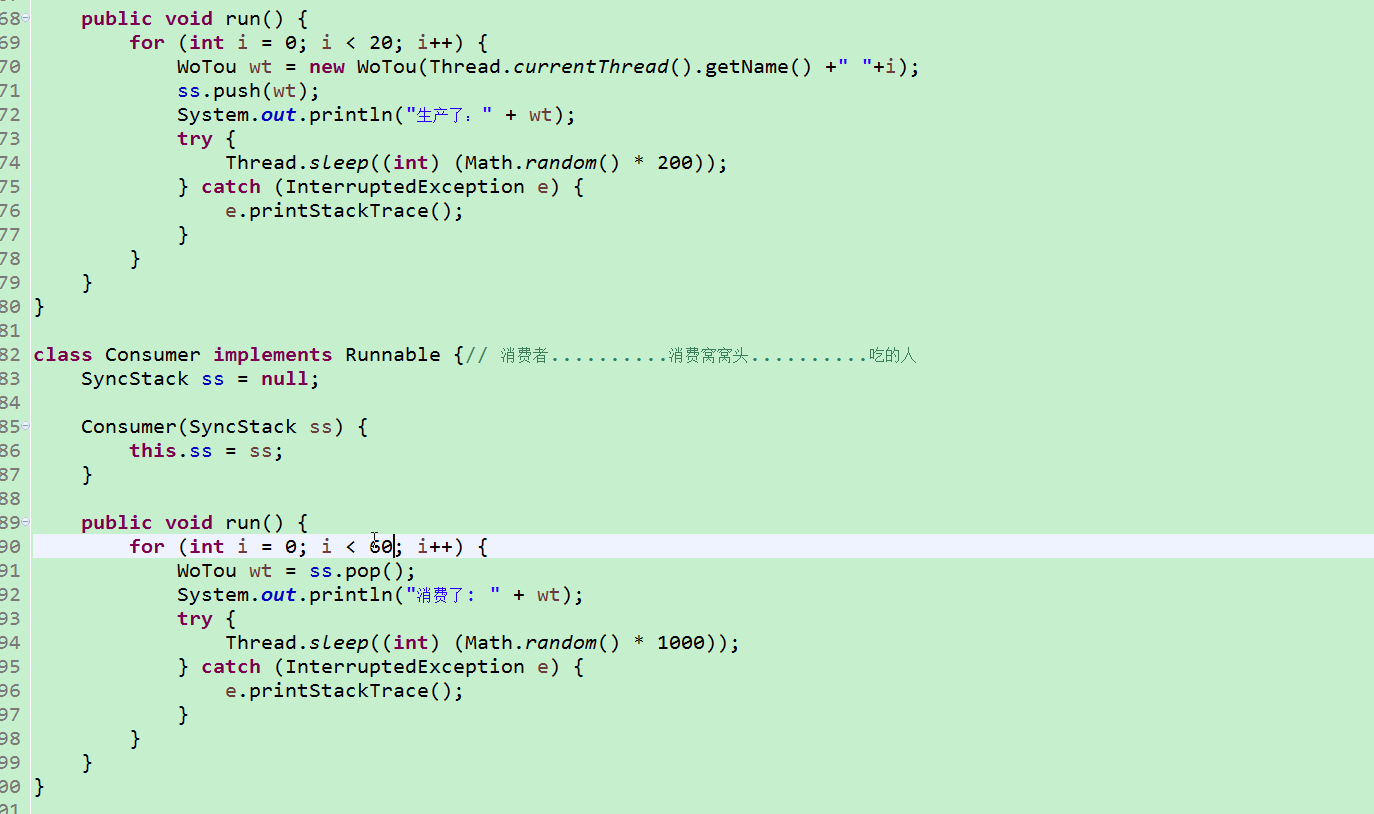 68 public void run() {
69 for (int i = 0; i < 20; i++) {
70 WoTou wt = new WoTou(Thread.currentThread().getName() +" "+i);
71 ss.push(wt);
72 System.out.println("生产了：" + wt);
73 try {
74 Thread.sleep((int) (Math.random() * 200));
75 } catch (InterruptedException e) {
76 e.printStackTrace();
77 }
78 }
79 }
80 }
81
82 class Consumer implements Runnable {// 消费者..........消费窝窝头..........吃的人
83 SyncStack ss = null;
84
85 Consumer(SyncStack ss) {
86 this.ss = ss;
87 }
88
89 public void run() {
90 for (int i = 0; i < 60; i++) {
91 WoTou wt = ss.pop();
92 System.out.println("消费了: " + wt);
93 try {
94 Thread.sleep((int) (Math.random() * 1000));
95 } catch (InterruptedException e) {
96 e.printStackTrace();
97 }
98 }
99 }
00 }
01